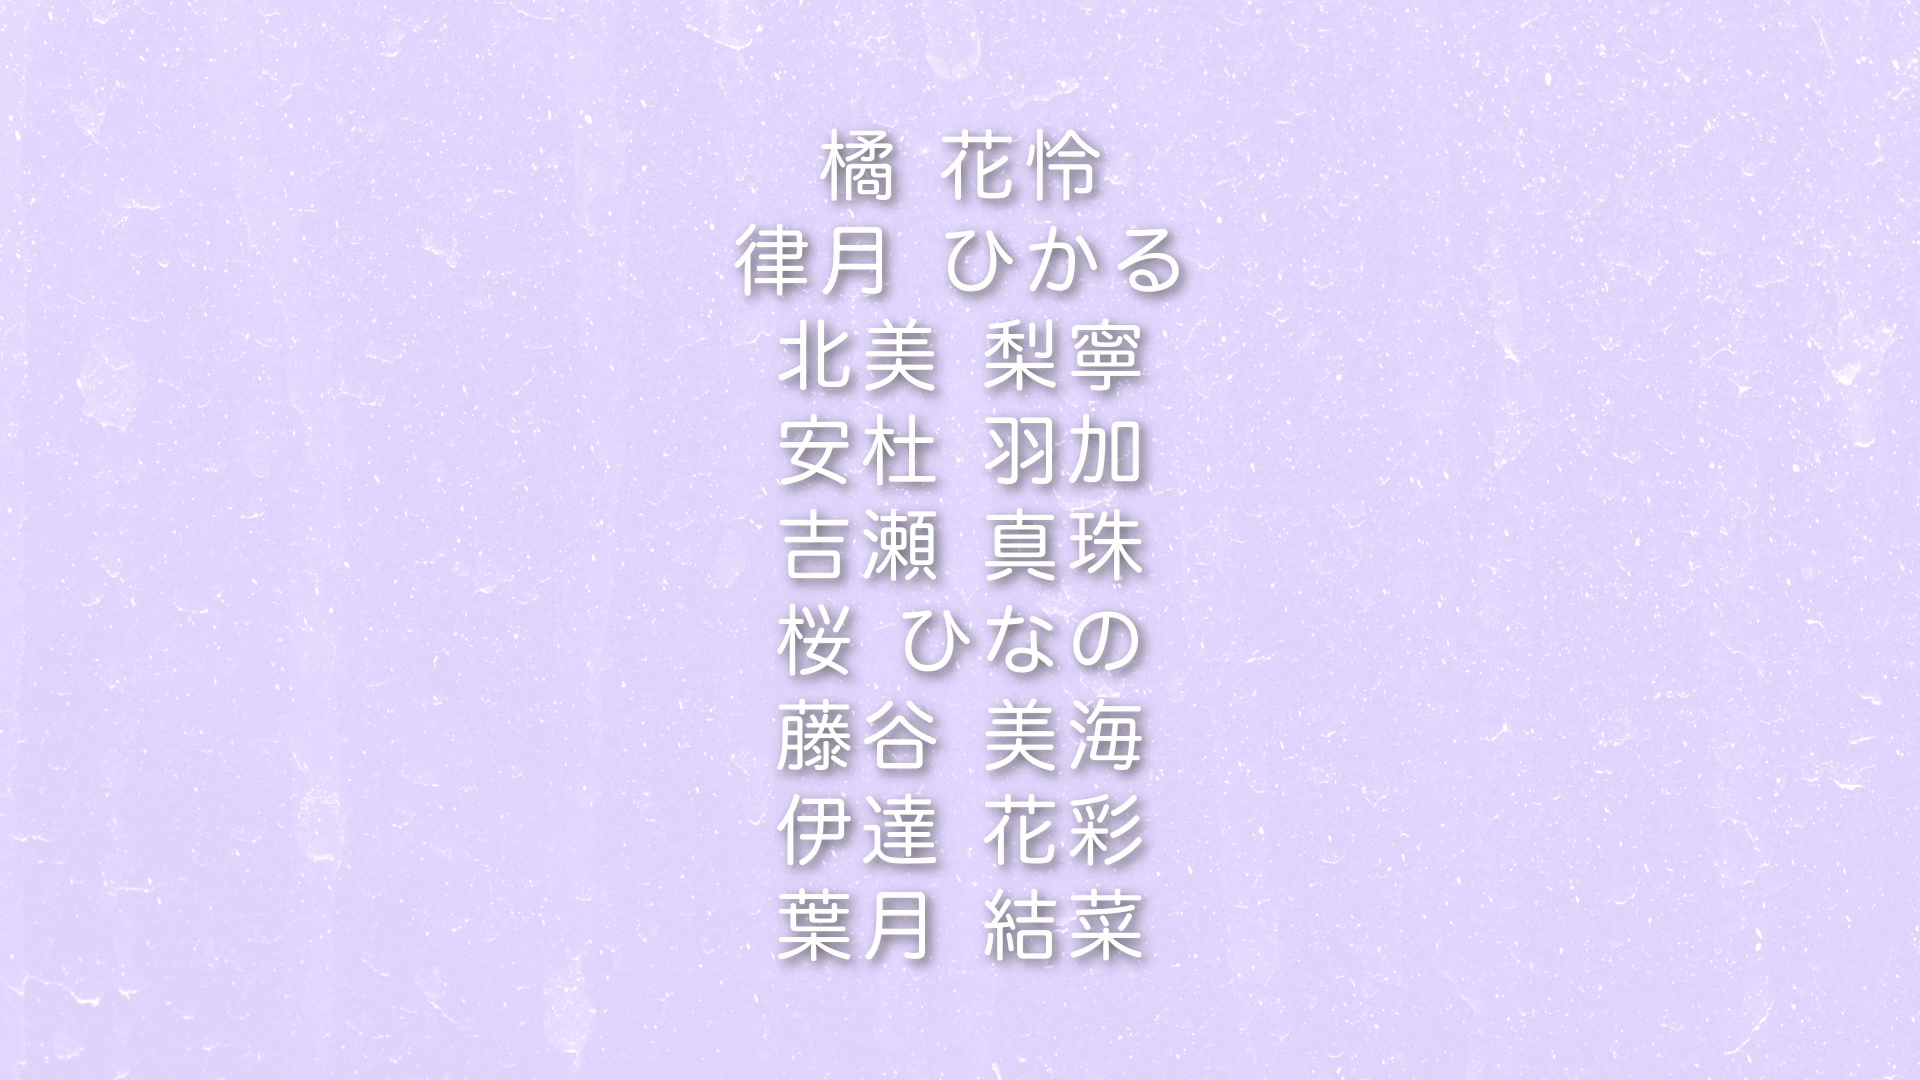 橘 花怜
律月 ひかる
北美 梨寧
安杜 羽加
吉瀬 真珠
桜 ひなの
藤谷 美海
伊達 花彩
葉月 結菜